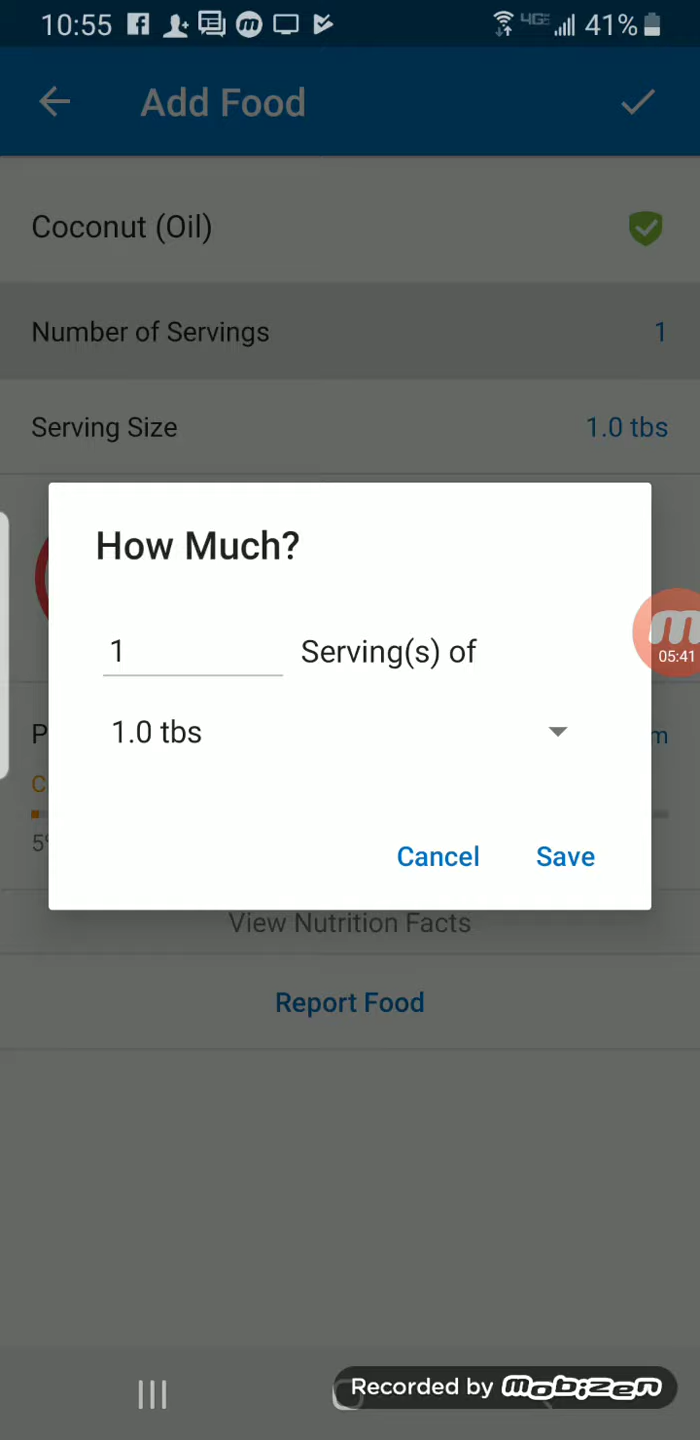 10:55 41%
Add Food
Coconut (Oil)
Number of Servings 1
Serving Size 1.0 tbs
How Much?
1 Serving(s) of
1.0 tbs
05:41
P m
C
5
Cancel Save
View Nutrition Facts
Report Food
Recorded by mobizen